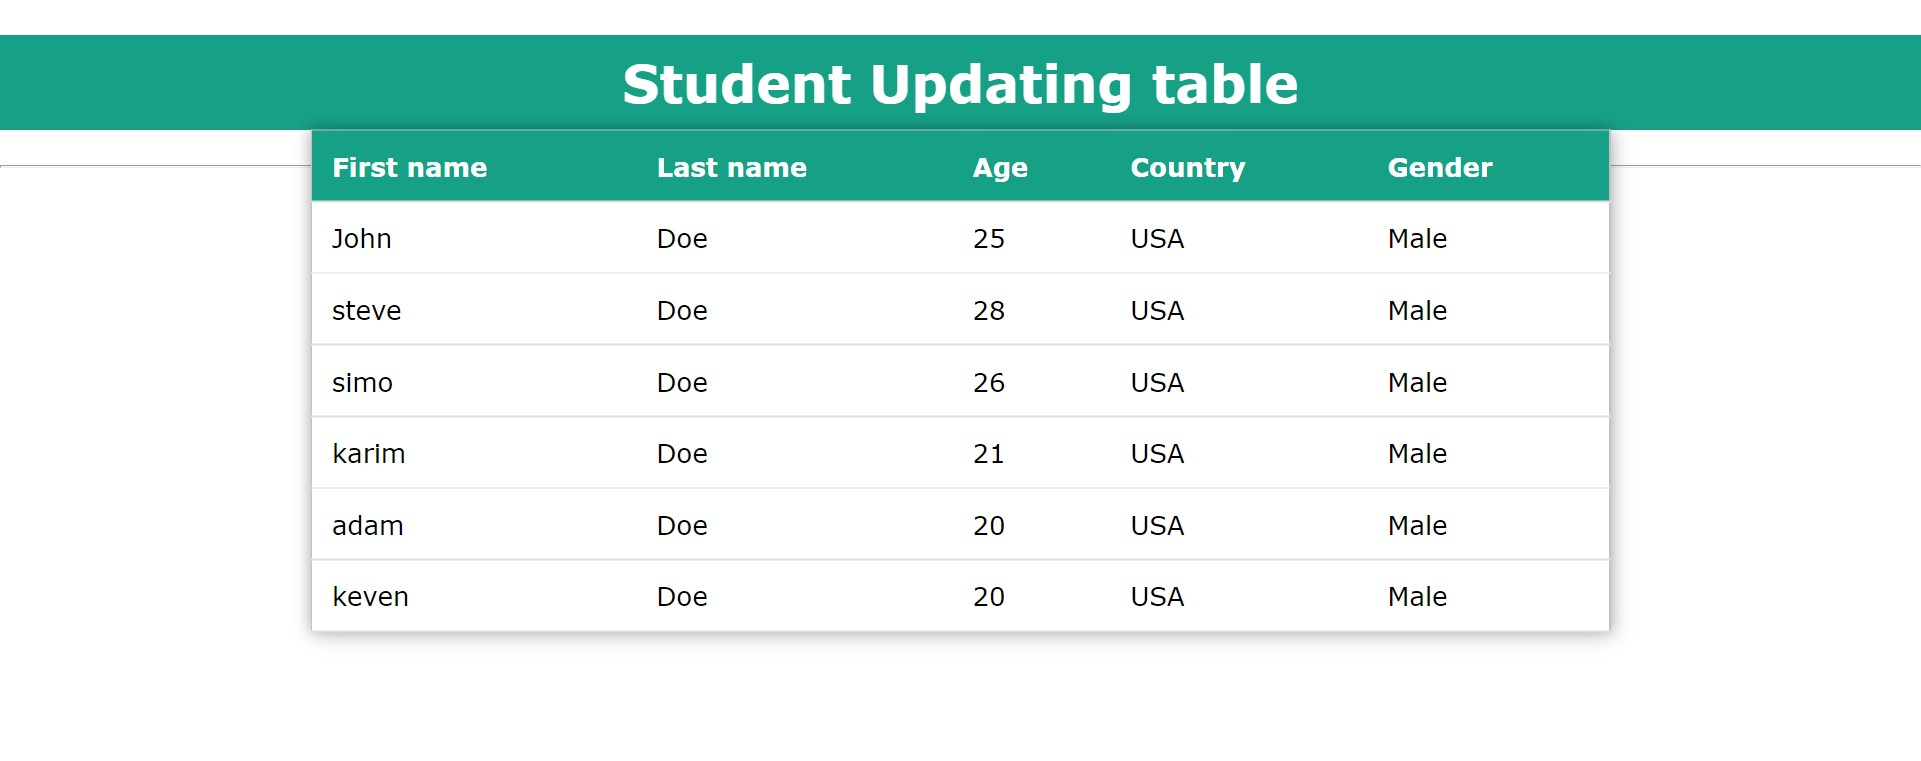 Student Updating table
First name Last name Age Country Gender
John Doe 25 USA Male
steve Doe 28 USA Male
simo Doe 26 USA Male
karim Doe 21 USA Male
adam Doe 20 USA Male
keven Doe 20 USA Male